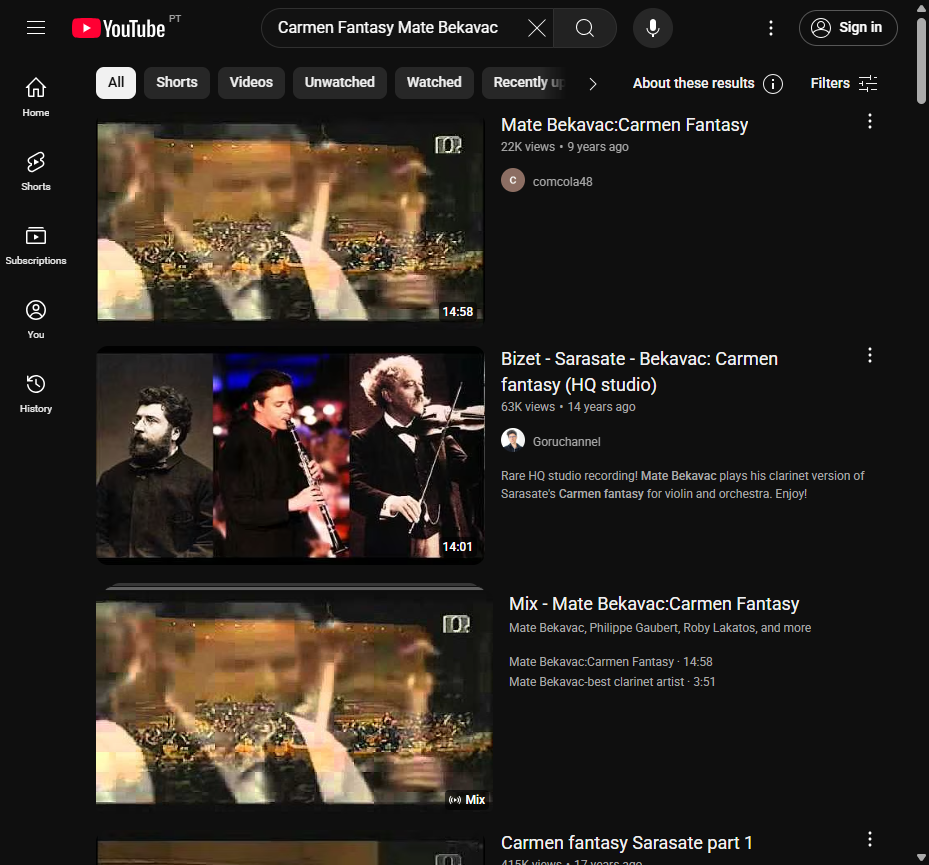 YouTube PT
Carmen Fantasy Mate Bekavac
Sign in
Home
Shorts
Subscriptions
You
History
All
Shorts
Videos
Unwatched
Watched
Recently up
About these results
Filters
14:58
Mate Bekavac:Carmen Fantasy
22K views • 9 years ago
C comcola48
14:01
Bizet - Sarasate - Bekavac: Carmen
fantasy (HQ studio)
63K views • 14 years ago
Goruchannel
Rare HQ studio recording! Mate Bekavac plays his clarinet version of
Sarasate's Carmen fantasy for violin and orchestra. Enjoy!
Mix
Mix - Mate Bekavac:Carmen Fantasy
Mate Bekavac, Philippe Gaubert, Roby Lakatos, and more
Mate Bekavac:Carmen Fantasy · 14:58
Mate Bekavac-best clarinet artist · 3:51
Carmen fantasy Sarasate part 1
415K views • 17 years ago